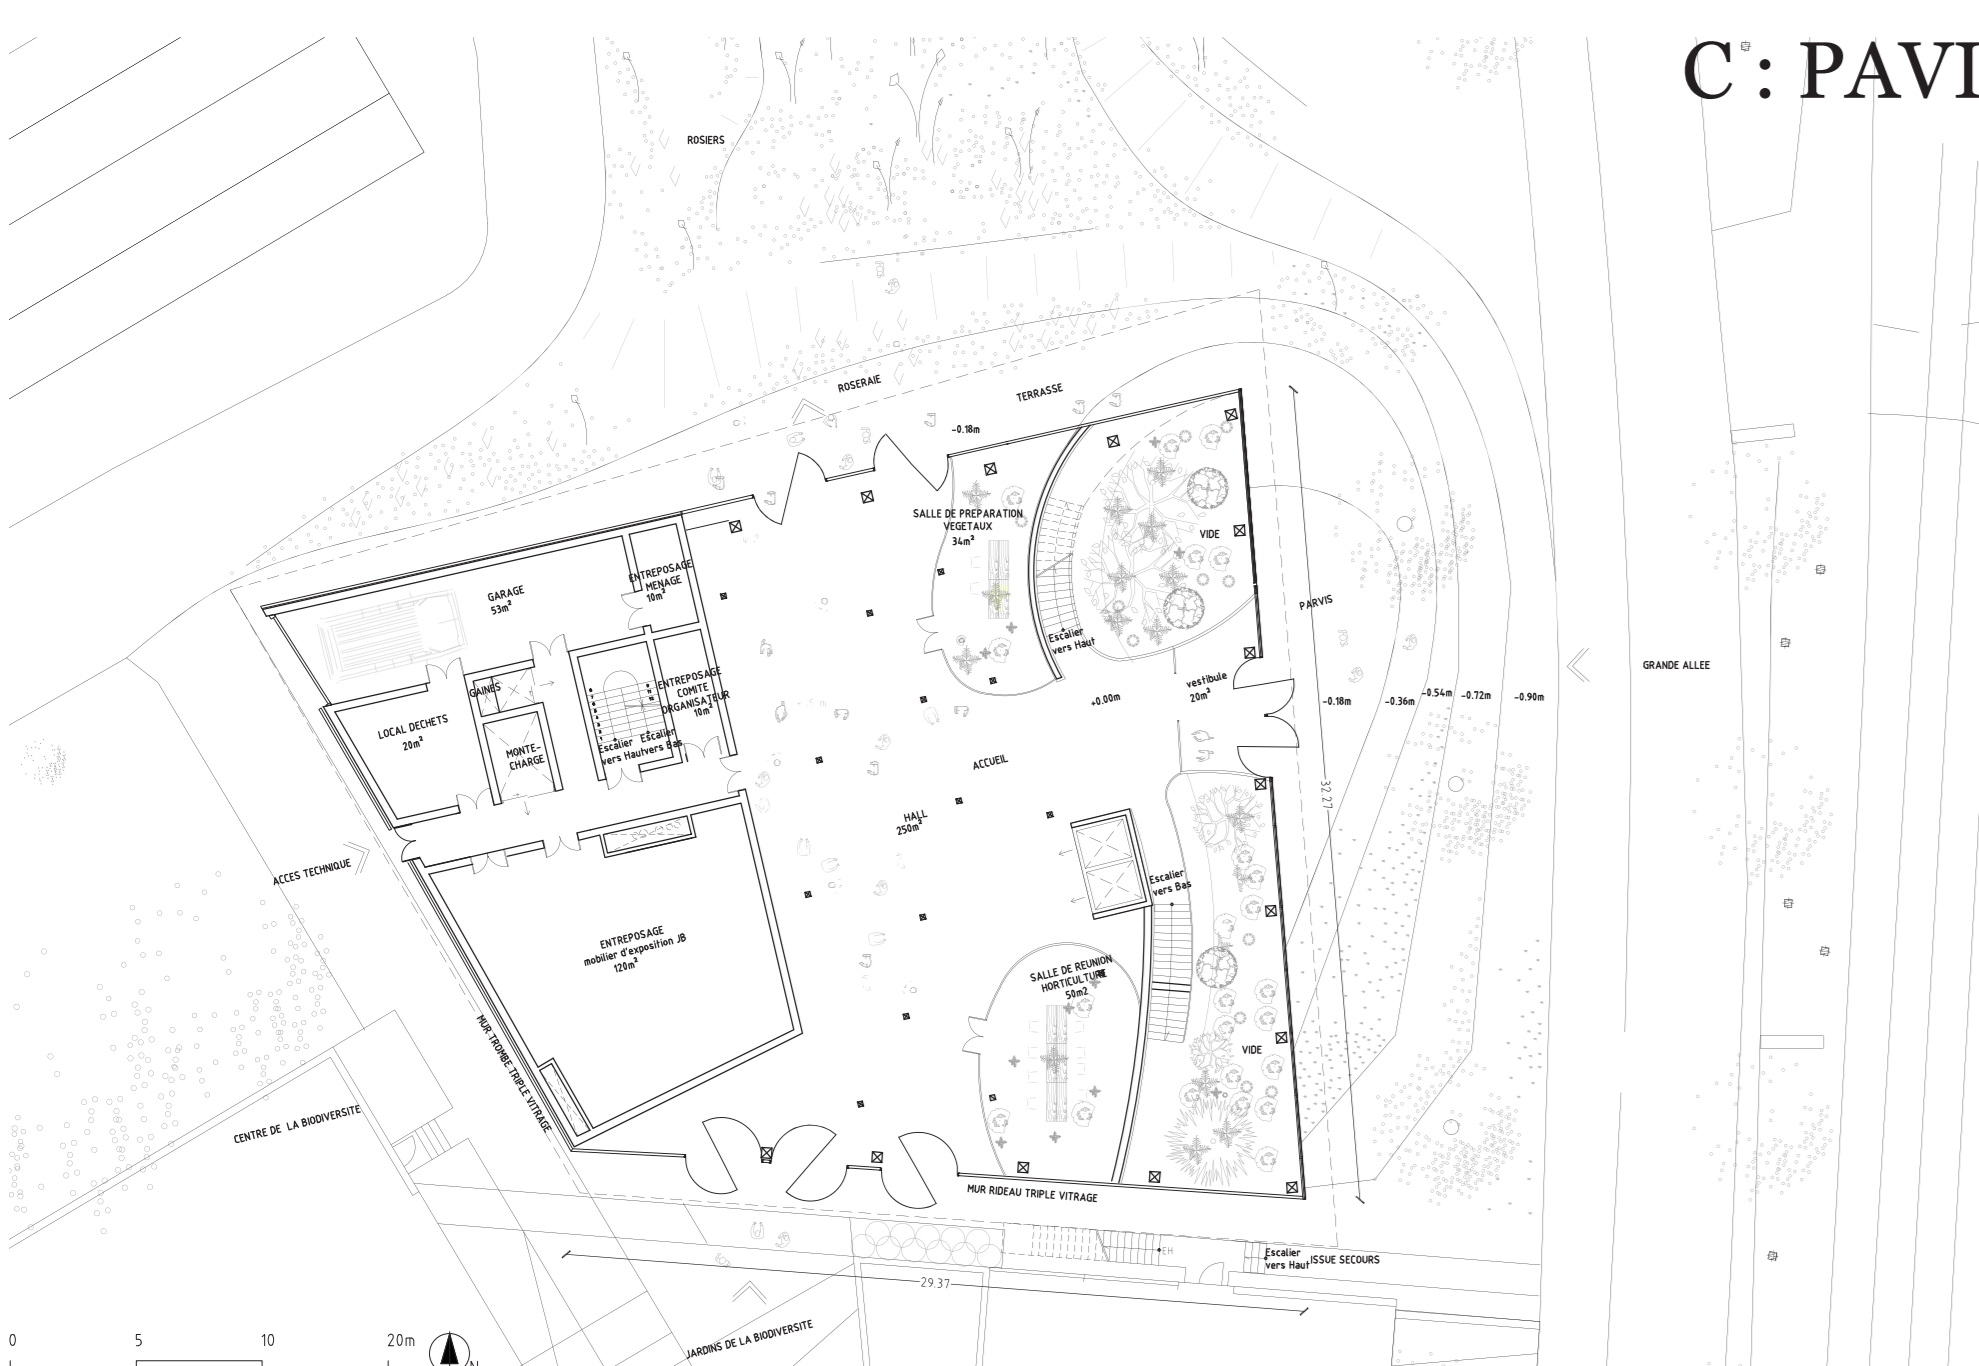 C : PAVI
ROSIERS
ROSERAIE
TERRASSE
-0.18m
SALLE DE PREPARATION
VEGETAUX
34m²
VIDE
ENTREPOSAGE
MENAGE
10m²
GARAGE
53m²
PARVIS
Escalier
vers Haut
GRANDE ALLEE
ENTREPOSAGE
COMITE
ORGANISATEUR
10m²
GAINES
vestibule
20m²
+0.00m
-0.18m
-0.36m
-0.54m
-0.72m
-0.90m
LOCAL DECHETS
20m²
MONTE-
CHARGE
Escalier
vers Haut
Escalier
vers Bas
ACCUEIL
32.27
HALL
250m²
ACCES TECHNIQUE
Escalier
vers Bas
ENTREPOSAGE
mobilier d'exposition JB
120m²
SALLE DE REUNION
HORTICULTURE
50m2
VIDE
MUR TROMBE TRIPLE VITRAGE
CENTRE DE LA BIODIVERSITE
MUR RIDEAU TRIPLE VITRAGE
EH
Escalier
vers Haut
ISSUE SECOURS
29.37
JARDINS DE LA BIODIVERSITE
0 5 10 20m
N